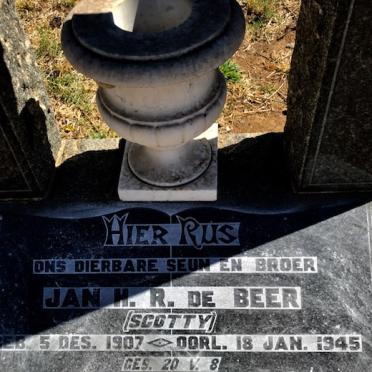 HIER RUS
ONS DIERBARE SEUN EN BROER
JAN H. R. DE BEER
(SCOTTY)
GEB. 5 DES. 1907 OORL. 18 JAN. 1945
GES. 20 V. 8